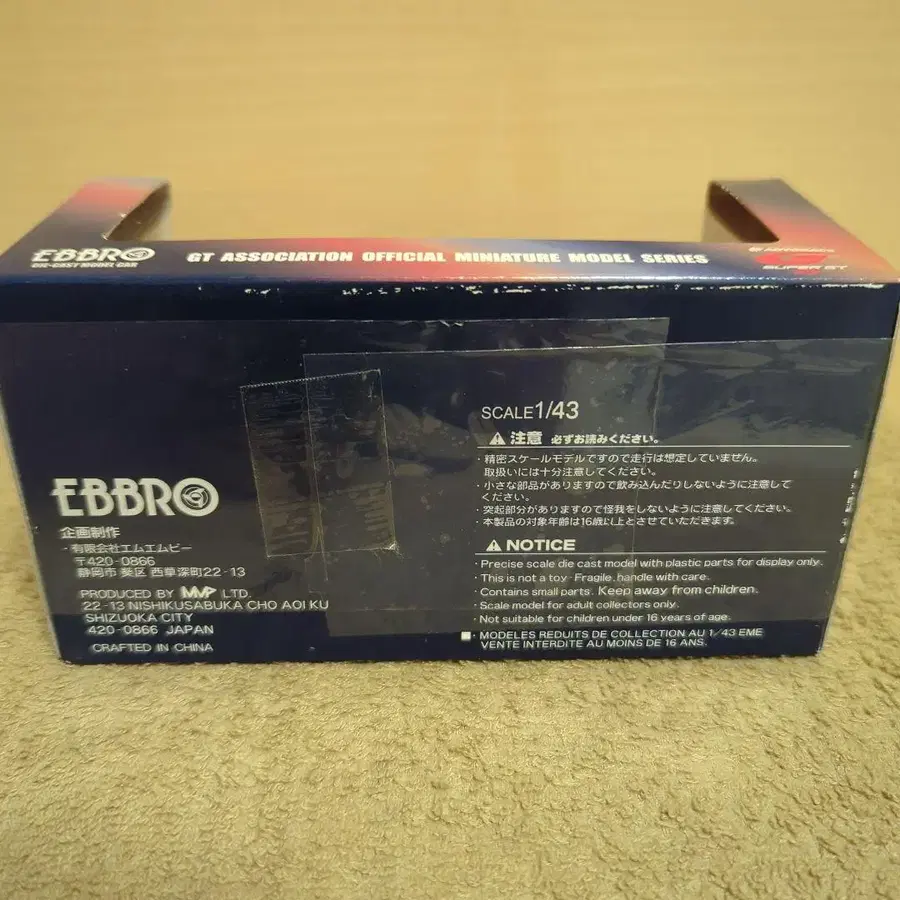 EBBRO
DIE-CAST MODEL CAR
GT ASSOCIATION OFFICIAL MINIATURE MODEL SERIES
SUPER GT
SCALE1/43
注意 必ずお読みください。
・精密スケールモデルですので走行は想定していません。
取扱いには十分注意してください。
・小さな部品がありますので飲み込んだりしないように注意して
ください。
・突起部分がありますので怪我をしないように注意してください。
・本製品の対象年齢は16歳以上とさせていただきます。
NOTICE
・Precise scale die cast model with plastic parts for display only.
・This is not a toy・Fragile, handle with care.
・Contains small parts. Keep away from children.
・Scale model for adult collectors only.
・Not suitable for children under 16 years of age.
・MODELES REDUITS DE COLLECTION AU 1/43 EME
VENTE INTERDITE AU MOINS DE 16 ANS.
EBBRO
企画制作
・有限会社エムエムピー
〒420-0866
静岡市 葵区 西草深町22-13
PRODUCED BY MMP LTD.
22-13 NISHIKUSABUKA CHO AOI KU
SHIZUOKA CITY
420-0866 JAPAN
CRAFTED IN CHINA